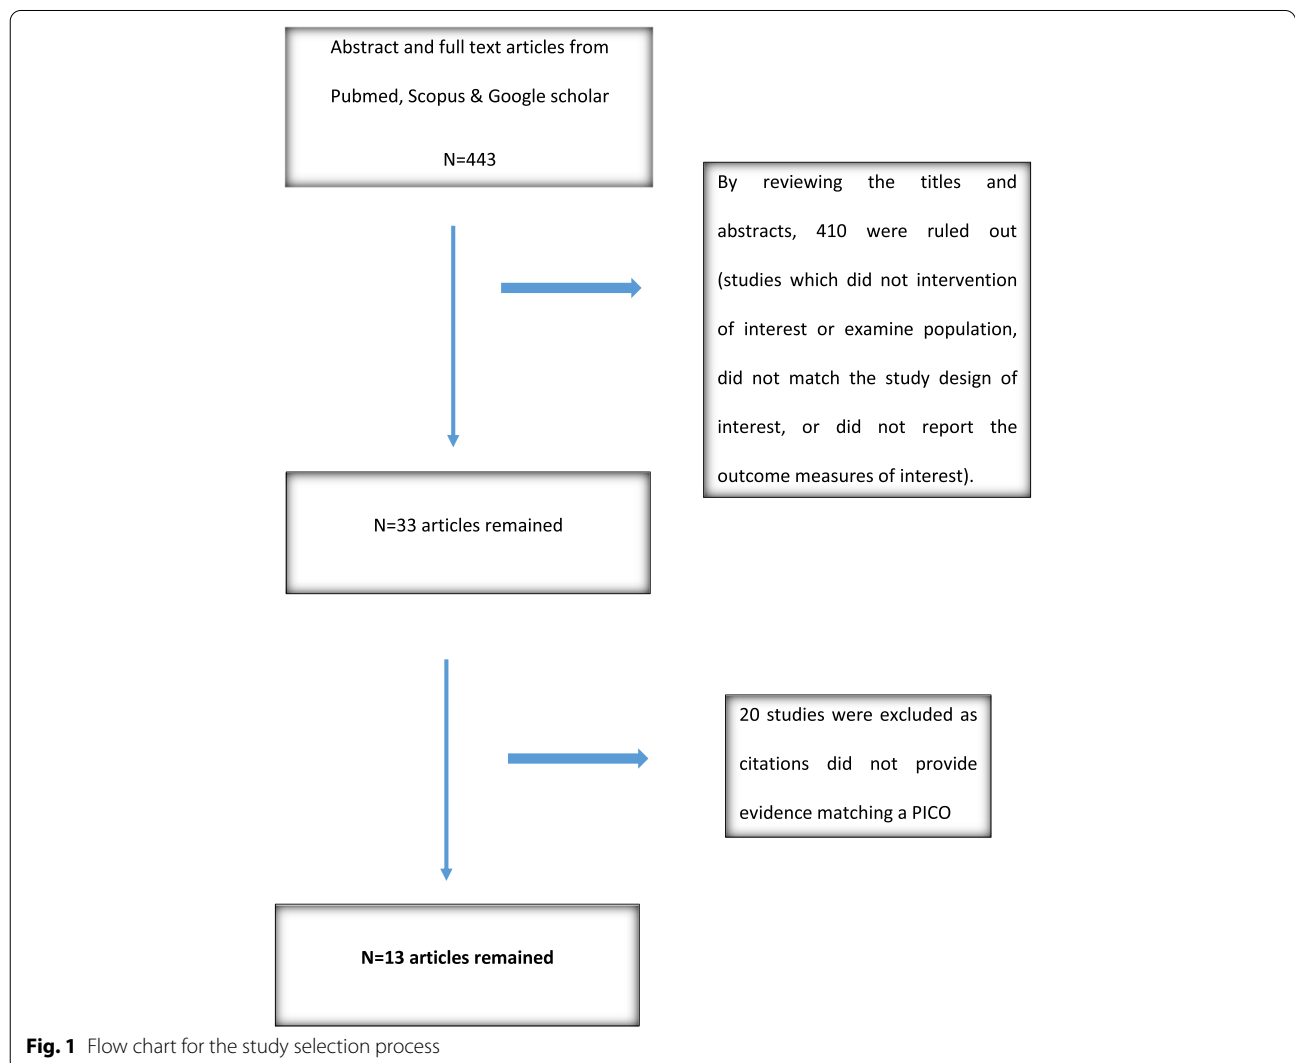 Abstract and full text articles from
Pubmed, Scopus & Google scholar
N=443
By reviewing the titles and
abstracts, 410 were ruled out
(studies which did not intervention
of interest or examine population,
did not match the study design of
interest, or did not report the
outcome measures of interest).
N=33 articles remained
20 studies were excluded as
citations did not provide
evidence matching a PICO
N=13 articles remained
Fig. 1 Flow chart for the study selection process